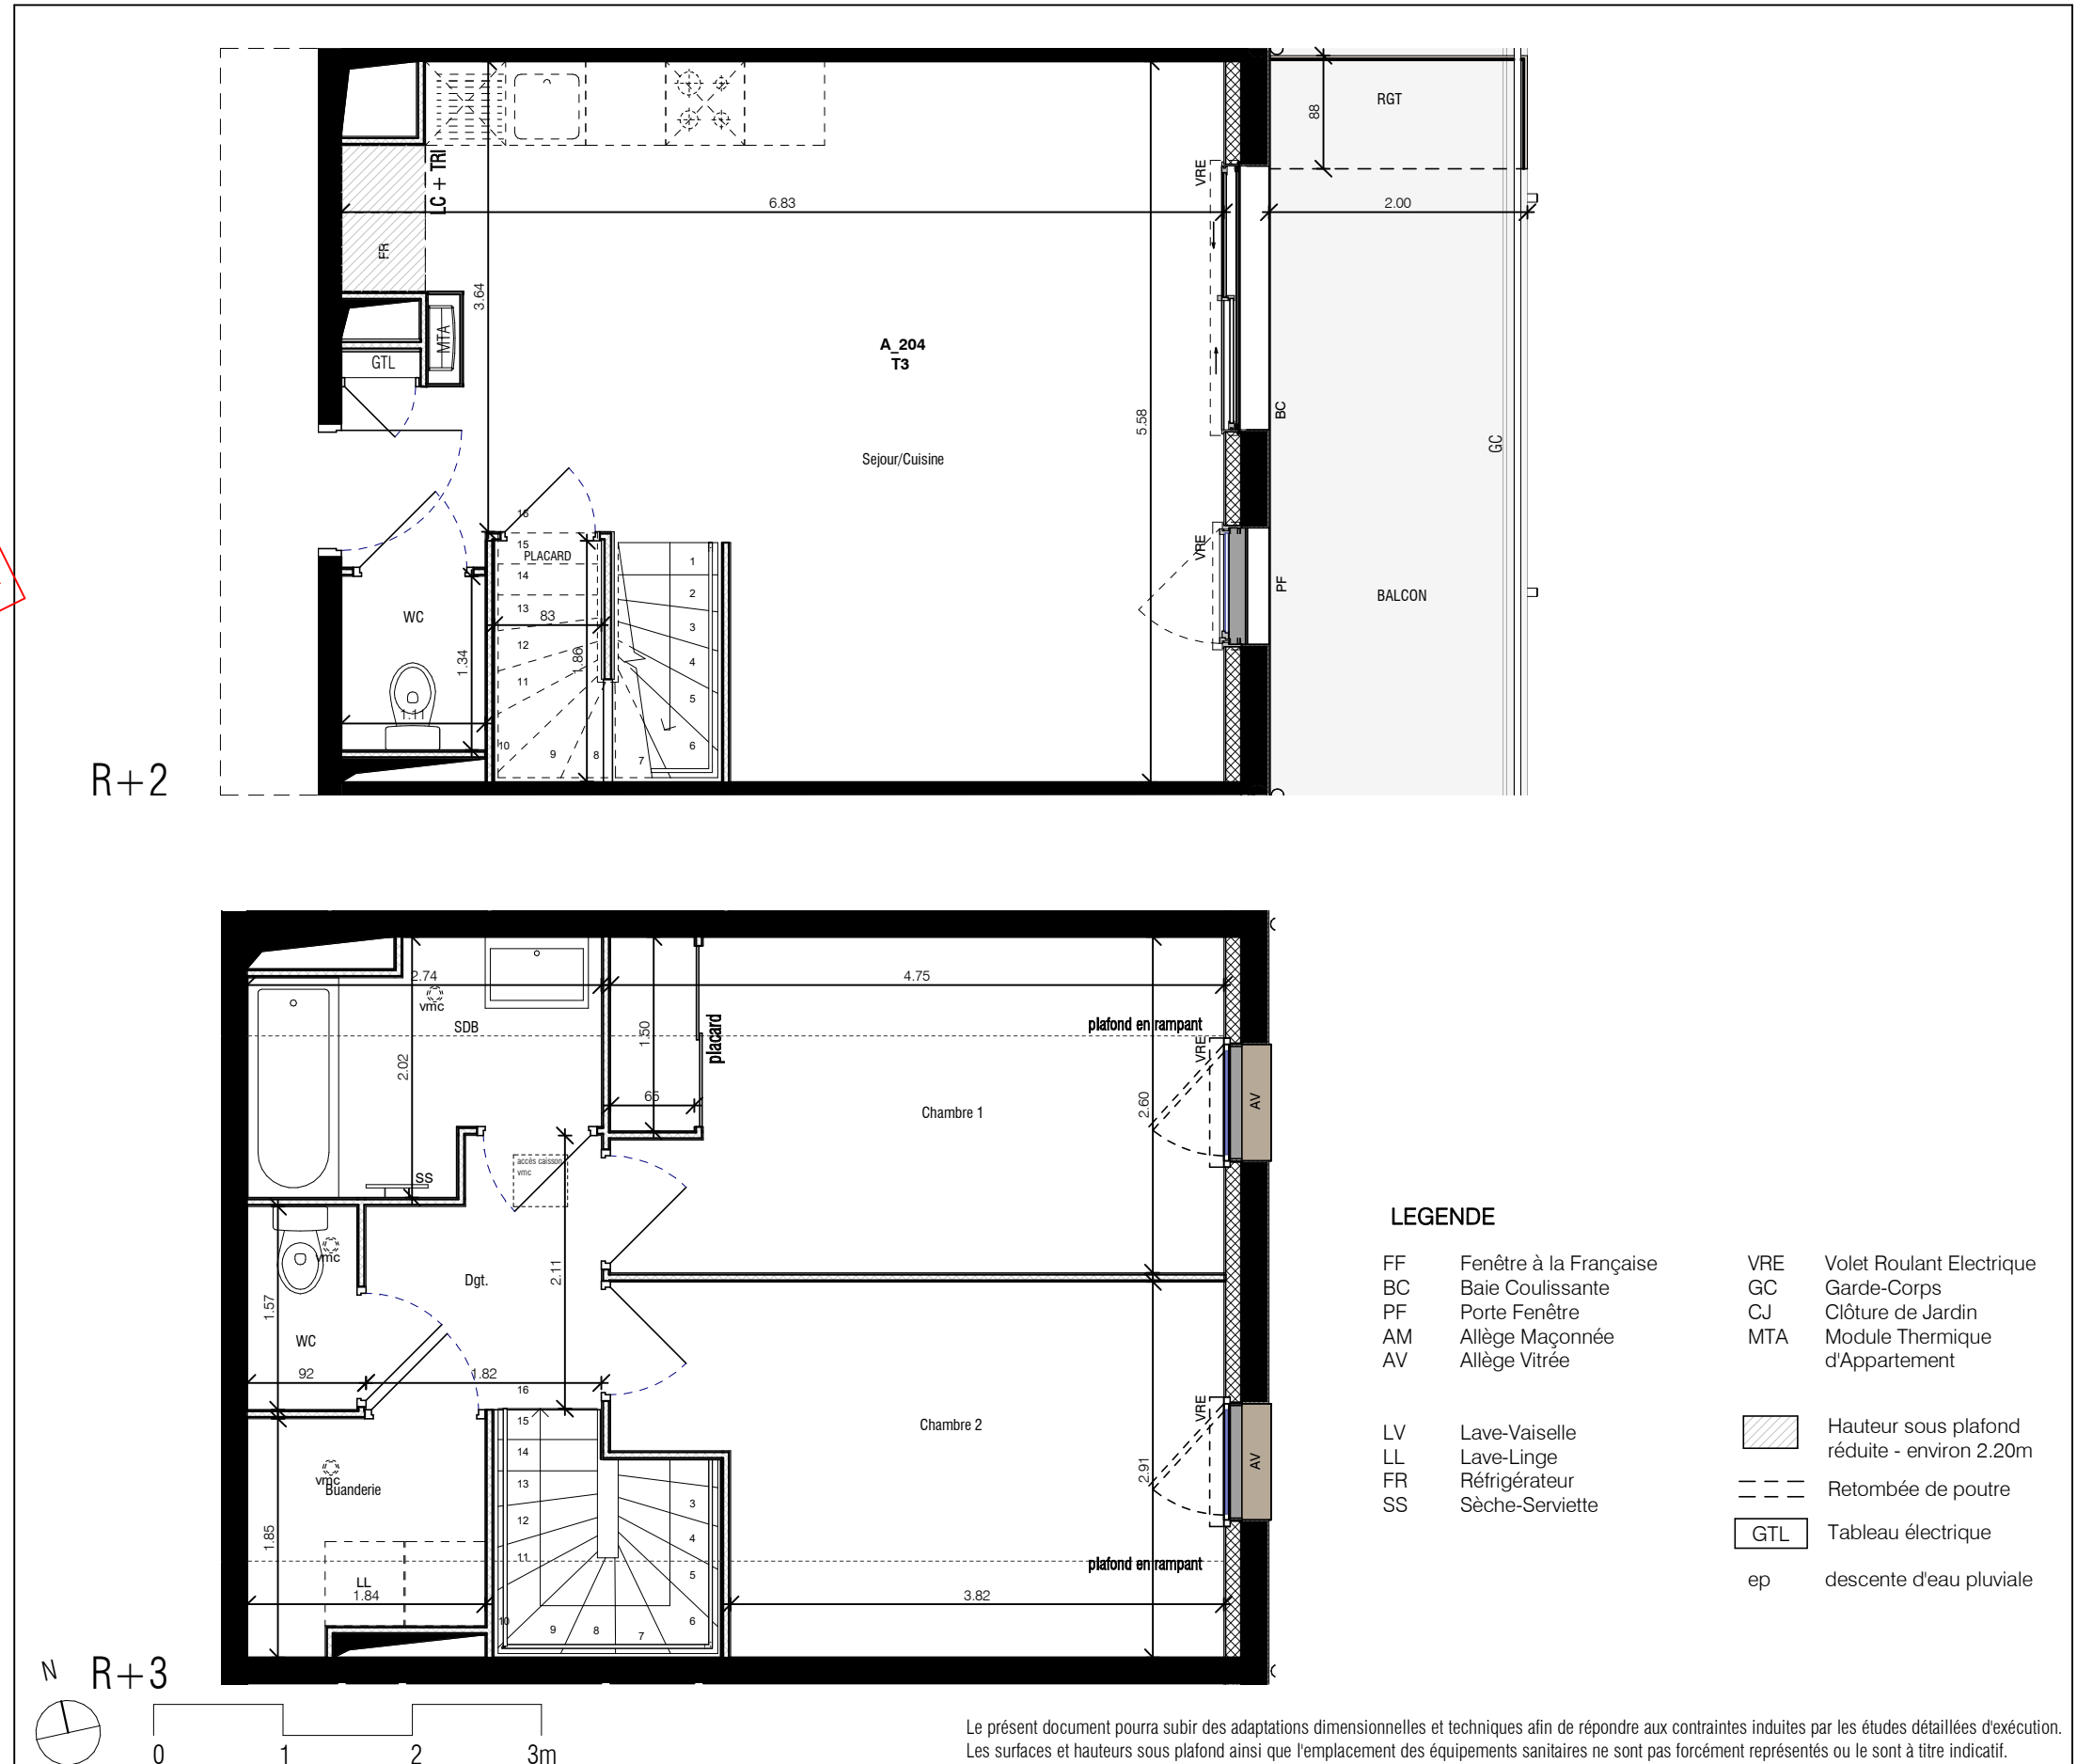 RGT
88
LC + TRI
VRE
6.83
2.00
FR
3.64
MTA
GTL
A_204
T3
BC
5.58
GC
Sejour/Cuisine
16
15
PLACARD
14
13
83
12
11
10
9
8
7
1
2
3
4
5
6
1.86
VRE
PF
BALCON
WC
1.34
1.11
R+2
2.74
4.75
vmc
SDB
plafond en rampant
1.50
placard
VRE
2.02
65
2.60
AV
Chambre 1
accès caisson
vmc
SS
vmc
Dgt.
2.11
1.57
WC
92
1.82
16
15
14
13
12
11
10
9
8
7
3
4
5
6
Chambre 2
VRE
2.91
AV
vmc
Buanderie
1.85
plafond en rampant
LL
1.84
3.82
R+3
N
0 1 2 3m
LEGENDE
FF Fenêtre à la Française
BC Baie Coulissante
PF Porte Fenêtre
AM Allège Maçonnée
AV Allège Vitrée
LV Lave-Vaiselle
LL Lave-Linge
FR Réfrigérateur
SS Sèche-Serviette
VRE Volet Roulant Electrique
GC Garde-Corps
CJ Clôture de Jardin
MTA Module Thermique
d'Appartement
Hauteur sous plafond
réduite - environ 2.20m
Retombée de poutre
GTL Tableau électrique
ep descente d'eau pluviale
Le présent document pourra subir des adaptations dimensionnelles et techniques afin de répondre aux contraintes induites par les études détaillées d'exécution.
Les surfaces et hauteurs sous plafond ainsi que l'emplacement des équipements sanitaires ne sont pas forcément représentés ou le sont à titre indicatif.